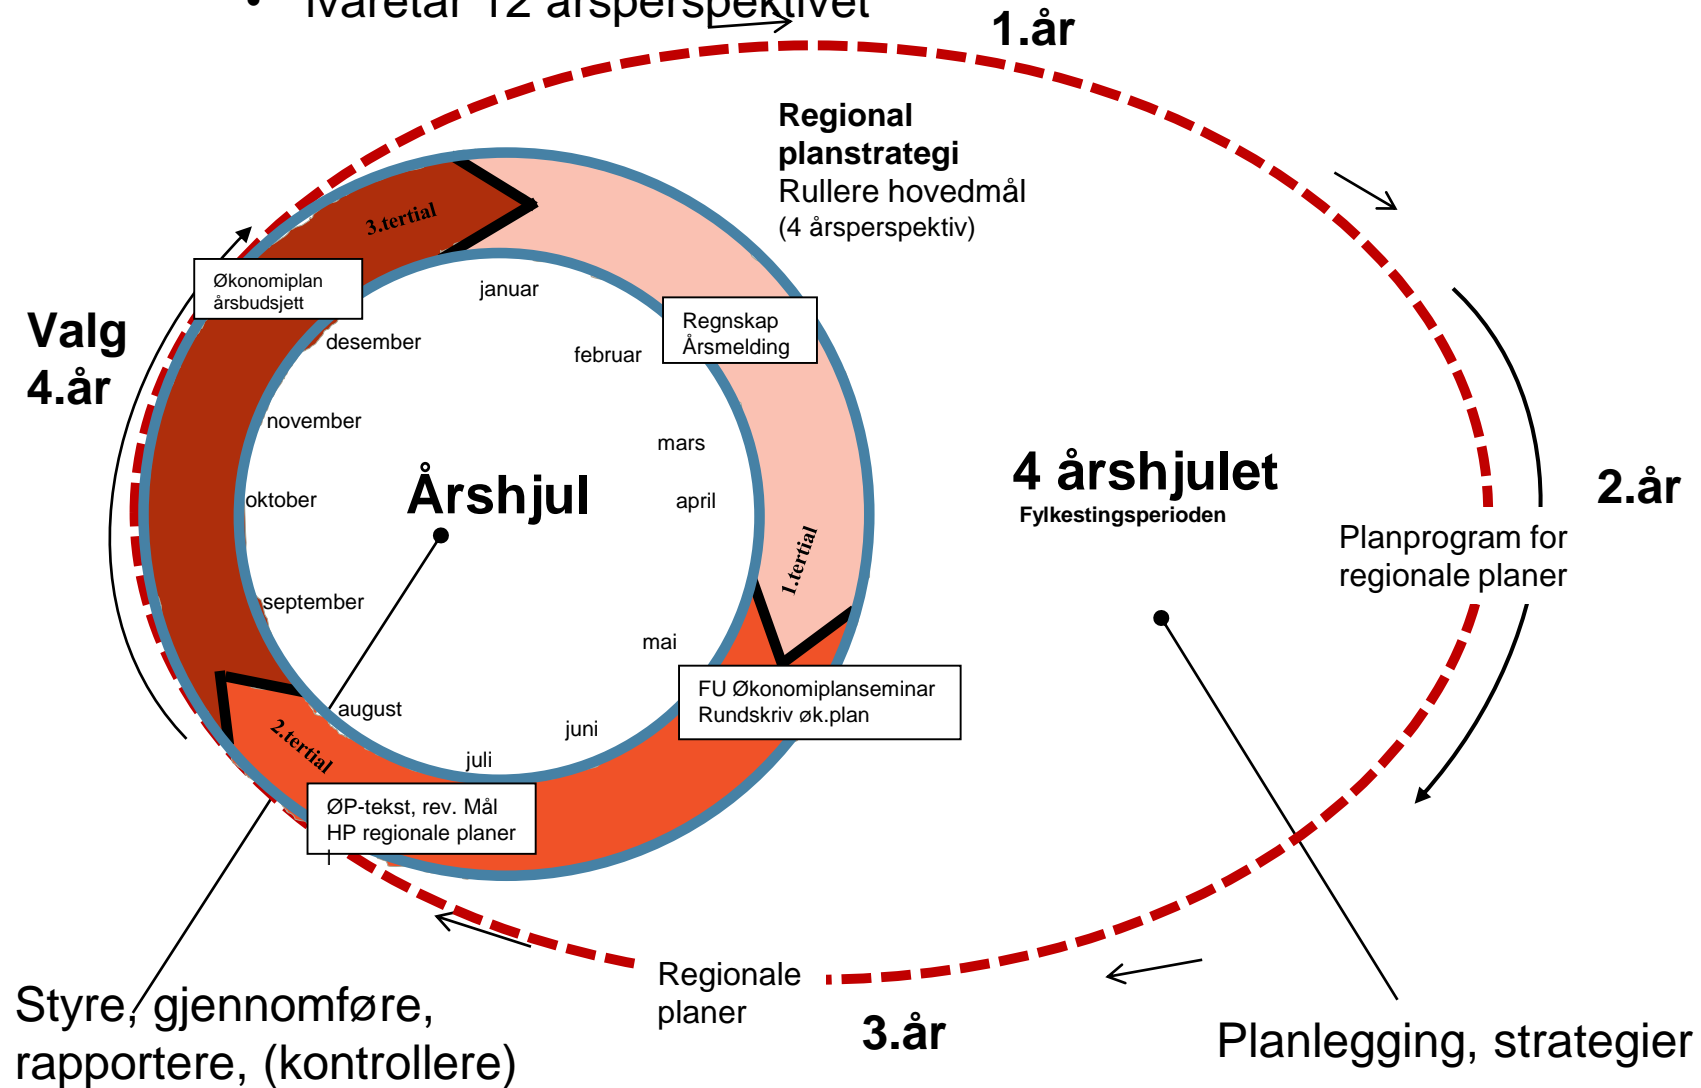 • Ivaretar 12 årsperspektivet
1.år
Regional
planstrategi
Rullere hovedmål
(4 årsperspektiv)
3.tertial
Økonomiplan
årsbudsjett
januar
Regnskap
Årsmelding
desember
februar
Valg
4.år
november
mars
oktober
Årshjul
april
4 årshjulet
Fylkestingsperioden
2.år
Planprogram for
regionale planer
1.tertial
september
mai
FU Økonomiplanseminar
Rundskriv øk.plan
august
juni
2.tertial
juli
ØP-tekst, rev. Mål
HP regionale planer
l
Regionale
planer
3.år
Styre, gjennomføre,
rapportere, (kontrollere)
Planlegging, strategier